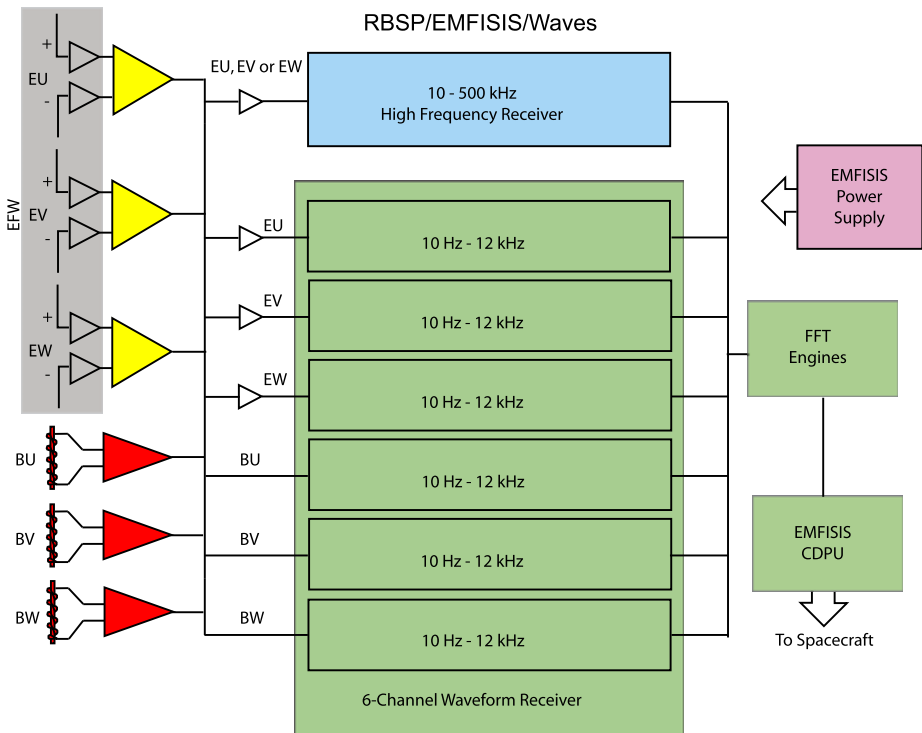 RBSP/EMFISIS/Waves
EFW
+
EU
-
+
EV
-
+
EW
-
BU
BV
BW
EU, EV or EW
10 - 500 kHz
High Frequency Receiver
EU
10 Hz - 12 kHz
EV
10 Hz - 12 kHz
EW
10 Hz - 12 kHz
BU
10 Hz - 12 kHz
BV
10 Hz - 12 kHz
BW
10 Hz - 12 kHz
6-Channel Waveform Receiver
EMFISIS
Power
Supply
FFT
Engines
EMFISIS
CDPU
To Spacecraft